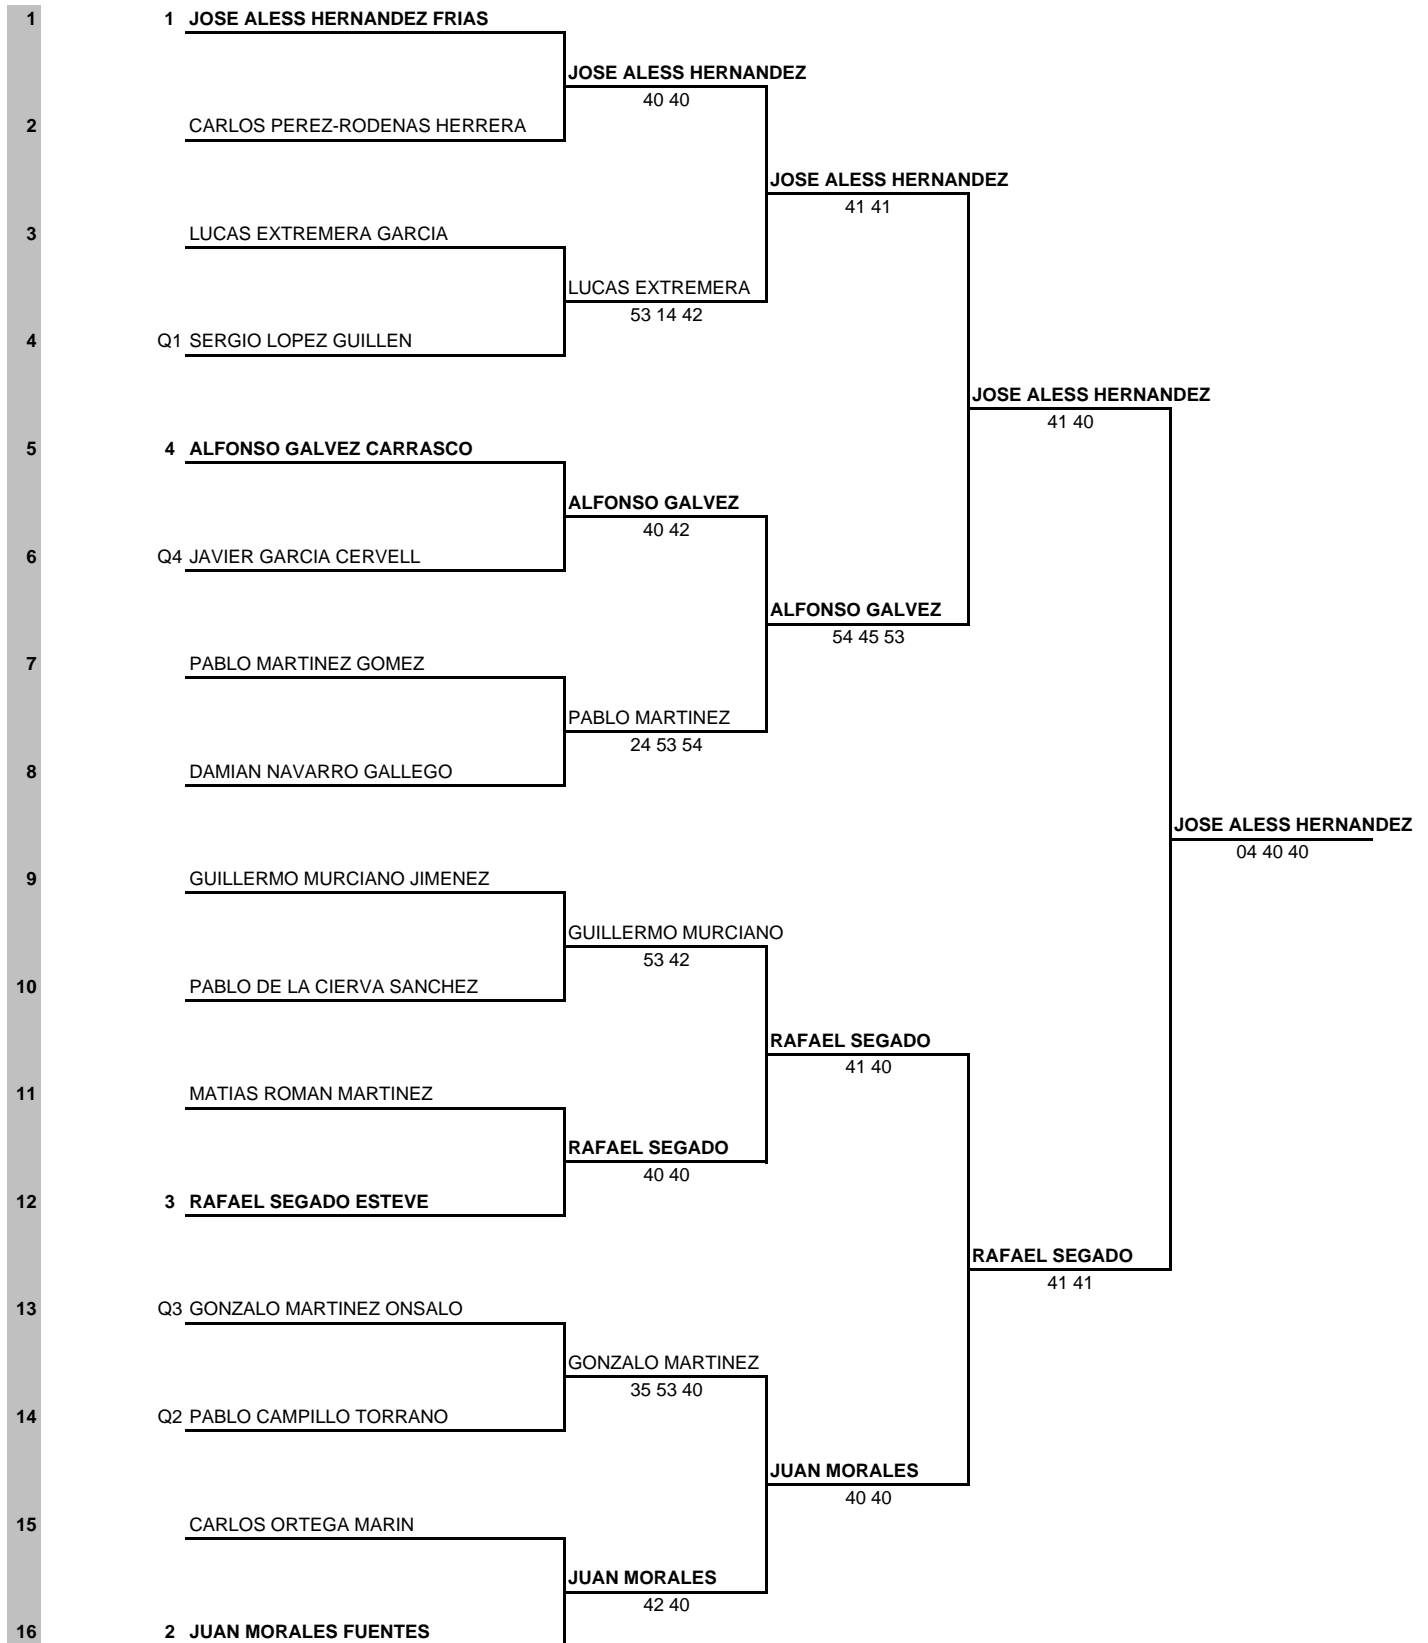 1 1 JOSE ALESS HERNANDEZ FRIAS
JOSE ALESS HERNANDEZ
40 40
2 CARLOS PEREZ-RODENAS HERRERA
JOSE ALESS HERNANDEZ
41 41
3 LUCAS EXTREMERA GARCIA
LUCAS EXTREMERA
53 14 42
4 Q1 SERGIO LOPEZ GUILLEN
JOSE ALESS HERNANDEZ
41 40
5 4 ALFONSO GALVEZ CARRASCO
ALFONSO GALVEZ
40 42
6 Q4 JAVIER GARCIA CERVELL
ALFONSO GALVEZ
54 45 53
7 PABLO MARTINEZ GOMEZ
PABLO MARTINEZ
24 53 54
8 DAMIAN NAVARRO GALLEGO
JOSE ALESS HERNANDEZ
04 40 40
9 GUILLERMO MURCIANO JIMENEZ
GUILLERMO MURCIANO
53 42
10 PABLO DE LA CIERVA SANCHEZ
RAFAEL SEGADO
41 40
11 MATIAS ROMAN MARTINEZ
RAFAEL SEGADO
40 40
12 3 RAFAEL SEGADO ESTEVE
RAFAEL SEGADO
41 41
13 Q3 GONZALO MARTINEZ ONSALO
GONZALO MARTINEZ
35 53 40
14 Q2 PABLO CAMPILLO TORRANO
JUAN MORALES
40 40
15 CARLOS ORTEGA MARIN
JUAN MORALES
42 40
16 2 JUAN MORALES FUENTES